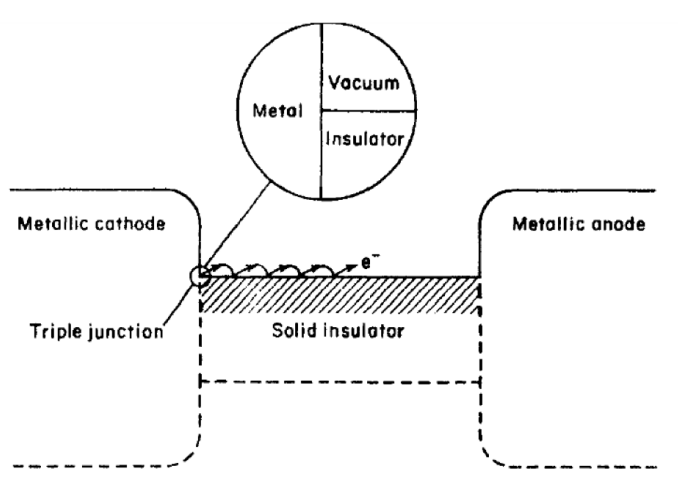 Vacuum
Metal
Insulator
Metallic cathode
Metallic anode
e⁻
Triple junction
Solid insulator